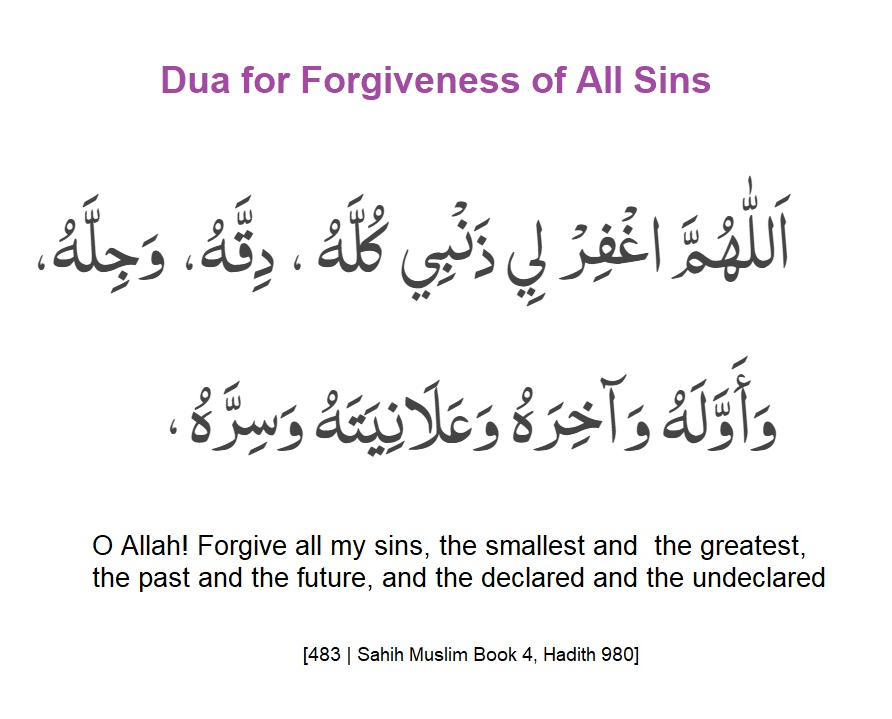 Dua for Forgiveness of All Sins
اَللّٰهُمَّ اغْفِرْ لِي ذَنْبِي كُلَّهُ ، دِقَّهُ، وَجِلَّهُ،
وَأَوَّلَهُ وَآخِرَهُ وَعَلَانِيَتَهُ وَسِرَّهُ ،
O Allah! Forgive all my sins, the smallest and  the greatest,
the past and the future, and the declared and the undeclared
[483 | Sahih Muslim Book 4, Hadith 980]